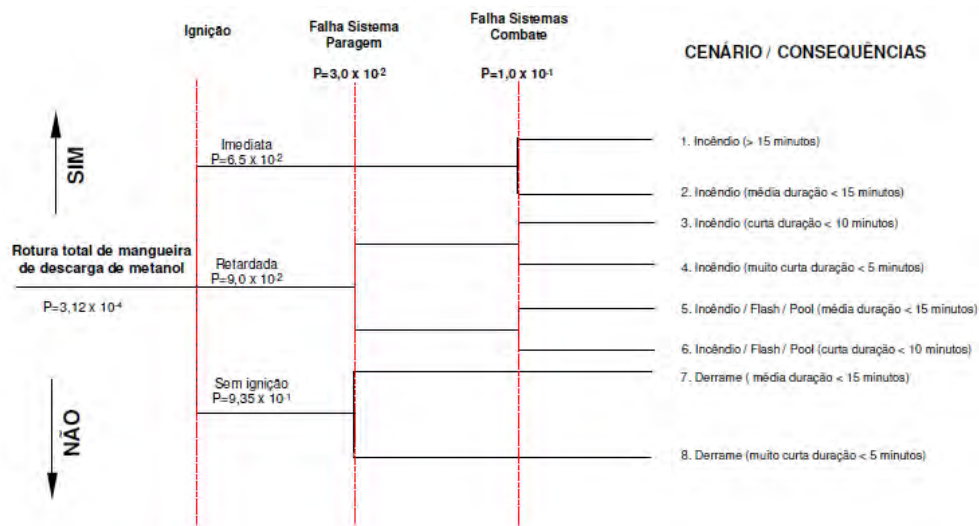 Ignição
Falha Sistema
Paragem
P=3,0 x 10-2
Falha Sistemas
Combate
P=1,0 x 10-1
CENÁRIO / CONSEQUÊNCIAS
SIM
Imediata
P=6,5 x 10-2
1. Incêndio (> 15 minutos)
2. Incêndio (média duração < 15 minutos)
3. Incêndio (curta duração < 10 minutos)
Rotura total de mangueira
de descarga de metanol
P=3,12 x 10-4
Retardada
P=9,0 x 10-2
4. Incêndio (muito curta duração < 5 minutos)
5. Incêndio / Flash / Pool (média duração < 15 minutos)
6. Incêndio / Flash / Pool (curta duração < 10 minutos)
NÃO
Sem ignição
P=9,35 x 10-1
7. Derrame ( média duração < 15 minutos)
8. Derrame (muito curta duração < 5 minutos)